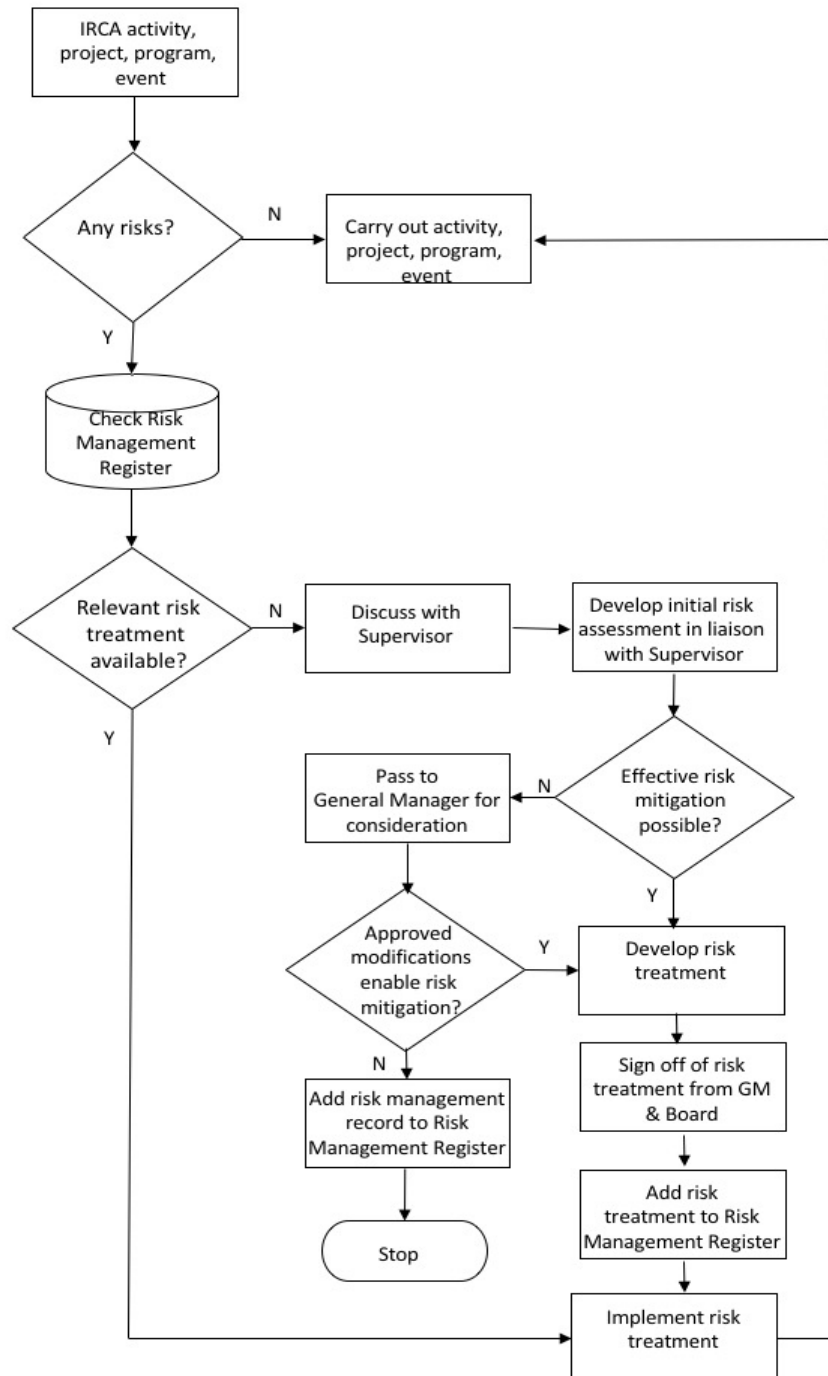 IRCA activity,
project, program,
event
Any risks?
N
Carry out activity,
project, program,
event
Y
Check Risk
Management
Register
Relevant risk
treatment
available?
N
Discuss with
Supervisor
Develop initial risk
assessment in liaison
with Supervisor
Y
Pass to
General Manager for
consideration
N
Effective risk
mitigation
possible?
Y
Approved
modifications
enable risk
mitigation?
Y
Develop risk
treatment
N
Add risk management
record to Risk
Management Register
Sign off of risk
treatment from GM
& Board
Stop
Add risk
treatment to Risk
Management Register
Implement risk
treatment